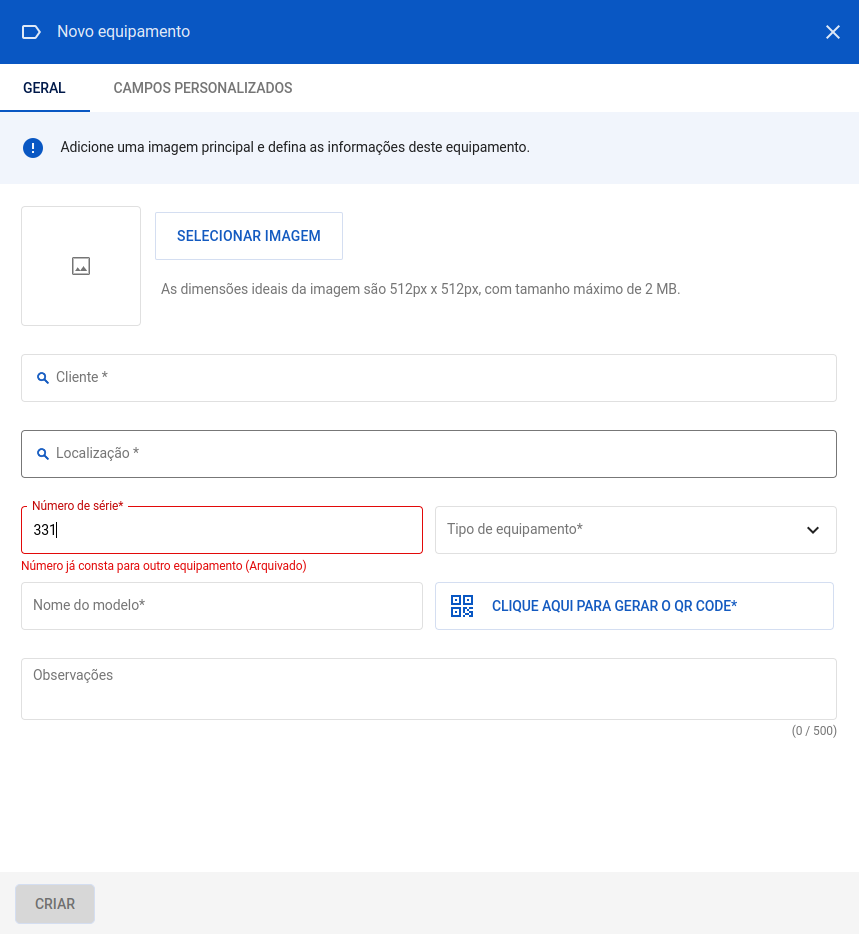 Novo equipamento
GERAL
CAMPOS PERSONALIZADOS
Adicione uma imagem principal e defina as informações deste equipamento.
SELECIONAR IMAGEM
As dimensões ideais da imagem são 512px x 512px, com tamanho máximo de 2 MB.
Cliente *
Localização *
Número de série*
331
Tipo de equipamento*
Número já consta para outro equipamento (Arquivado)
Nome do modelo*
CLIQUE AQUI PARA GERAR O QR CODE*
Observações
(0 / 500)
CRIAR